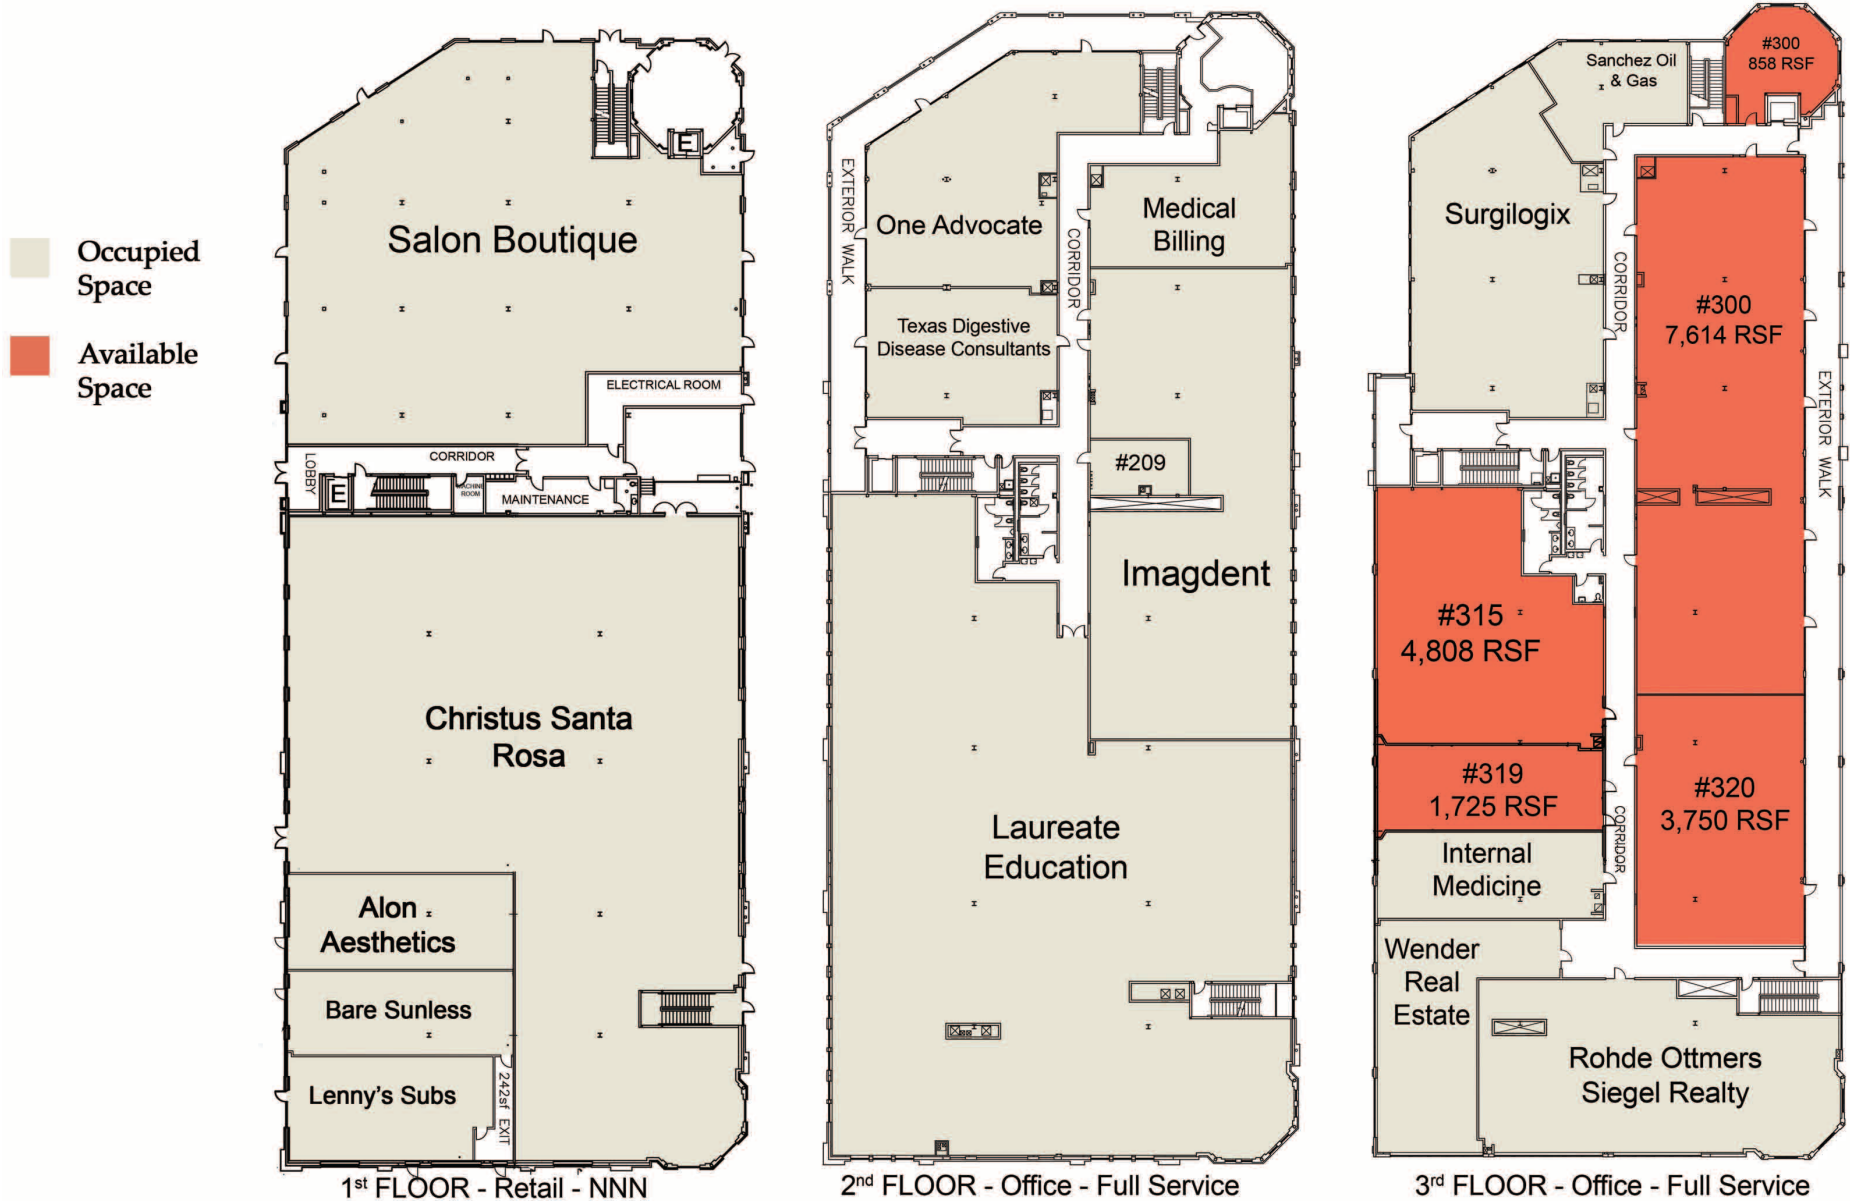 Occupied
Space
Available
Space
Salon Boutique
E
ELECTRICAL ROOM
CORRIDOR
LOBBY
E
MACHINE
ROOM
MAINTENANCE
Christus Santa
Rosa
Alon
Aesthetics
Bare Sunless
Lenny's Subs
242sf EXIT
1st FLOOR - Retail - NNN
EXTERIOR WALK
One Advocate
Medical
Billing
CORRIDOR
Texas Digestive
Disease Consultants
#209
Imagdent
Laureate
Education
2nd FLOOR - Office - Full Service
#300
858 RSF
Sanchez Oil
& Gas
Surgilogix
CORRIDOR
#300
7,614 RSF
EXTERIOR WALK
#315
4,808 RSF
#319
1,725 RSF
#320
3,750 RSF
CORRIDOR
Internal
Medicine
Wender
Real
Estate
Rohde Ottmers
Siegel Realty
3rd FLOOR - Office - Full Service